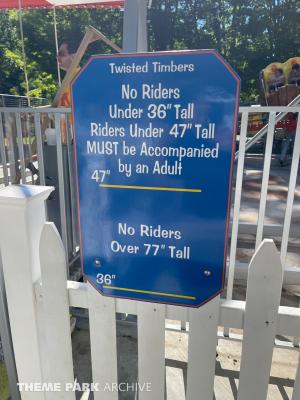 Twisted Timbers
No Riders
Under 36" Tall
Riders Under 47" Tall
MUST be Accompanied
by an Adult
47"
No Riders
Over 77" Tall
36"
THEME PARK ARCHIVE